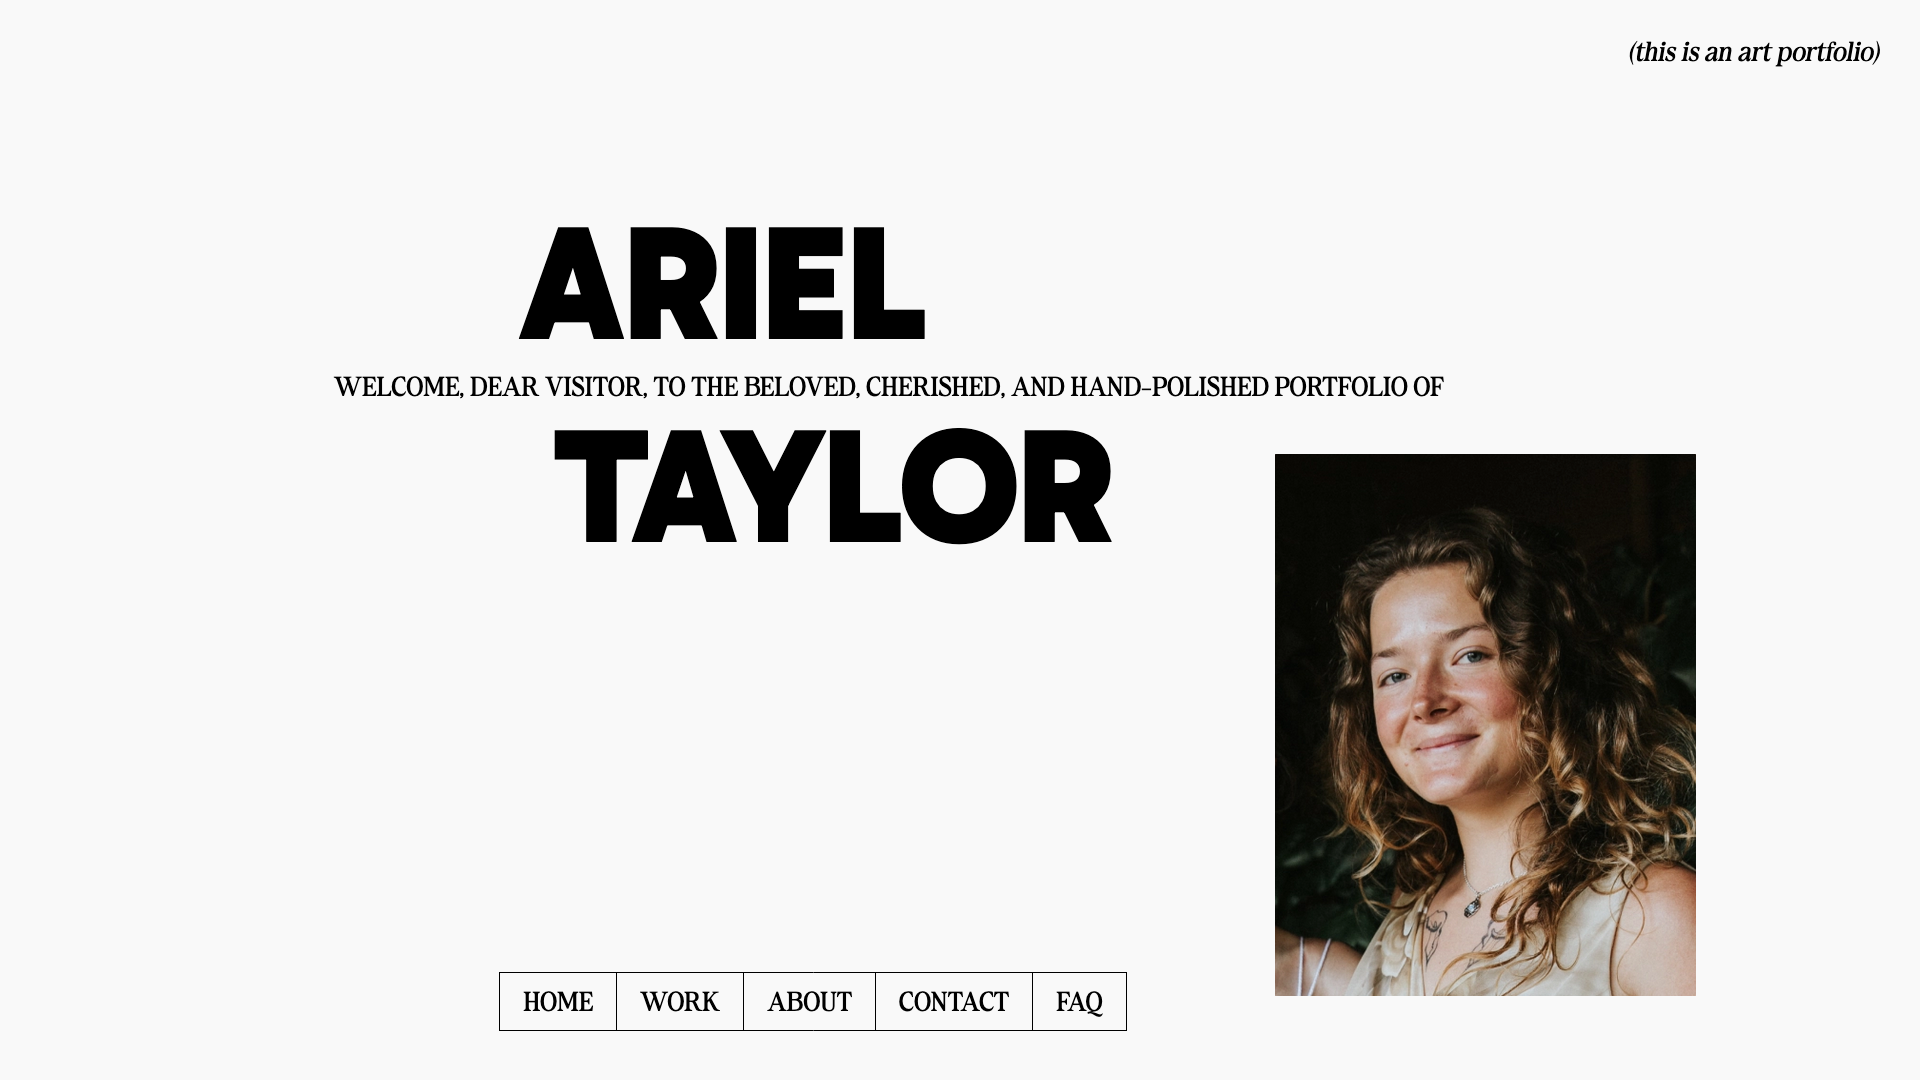 (this is an art portfolio)
ARIEL
WELCOME, DEAR VISITOR, TO THE BELOVED, CHERISHED, AND HAND-POLISHED PORTFOLIO OF
TAYLOR
HOME WORK ABOUT CONTACT FAQ